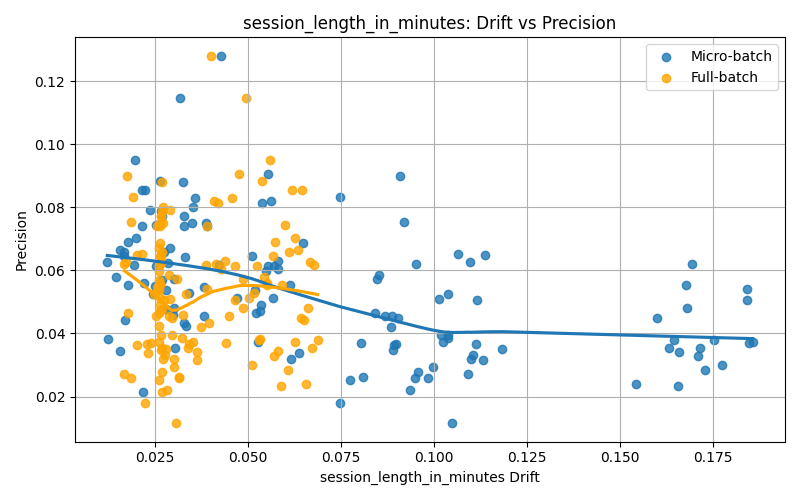 session_length_in_minutes: Drift vs Precision
Micro-batch
Full-batch
Precision
0.12
0.10
0.08
0.06
0.04
0.02
0.025 0.050 0.075 0.100 0.125 0.150 0.175
session_length_in_minutes Drift